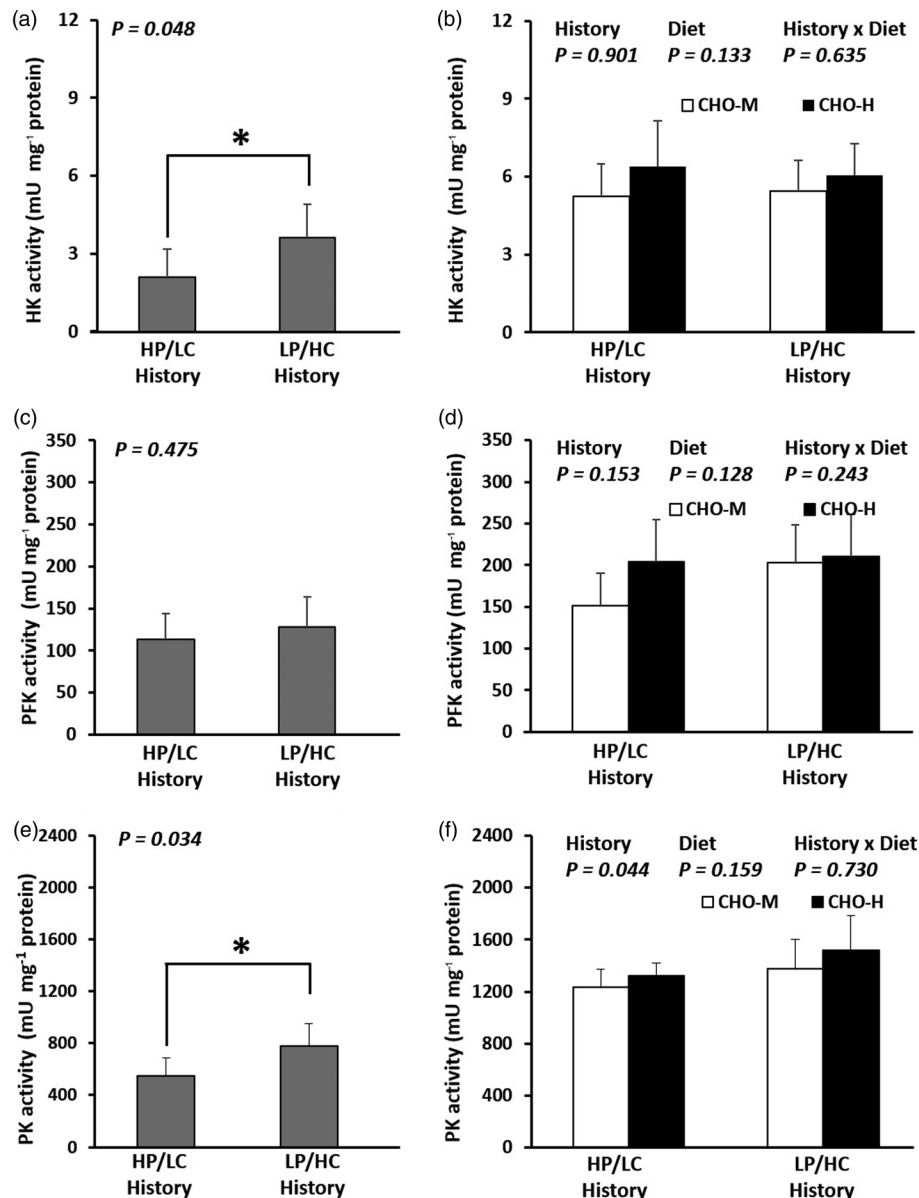 (a)
12
P = 0.048
9
*
6
3
0
HK activity (mU mg⁻¹ protein)
HP/LC
History
LP/HC
History
(b)
12
History Diet History x Diet
P = 0.901 P = 0.133 P = 0.635
9
CHO-M CHO-H
6
3
0
HK activity (mU mg⁻¹ protein)
HP/LC
History
LP/HC
History
(c)
350
P = 0.475
300
250
200
150
100
50
0
PFK activity (mU mg⁻¹ protein)
HP/LC
History
LP/HC
History
(d)
350
History Diet History x Diet
P = 0.153 P = 0.128 P = 0.243
300
CHO-M CHO-H
250
200
150
100
50
0
PFK activity (mU mg⁻¹ protein)
HP/LC
History
LP/HC
History
(e)
2400
P = 0.034
2000
1600
*
1200
800
400
0
PK activity (mU mg⁻¹ protein)
HP/LC
History
LP/HC
History
(f)
2400
History Diet History x Diet
P = 0.044 P = 0.159 P = 0.730
2000
CHO-M CHO-H
1600
1200
800
400
0
PK activity (mU mg⁻¹ protein)
HP/LC
History
LP/HC
History